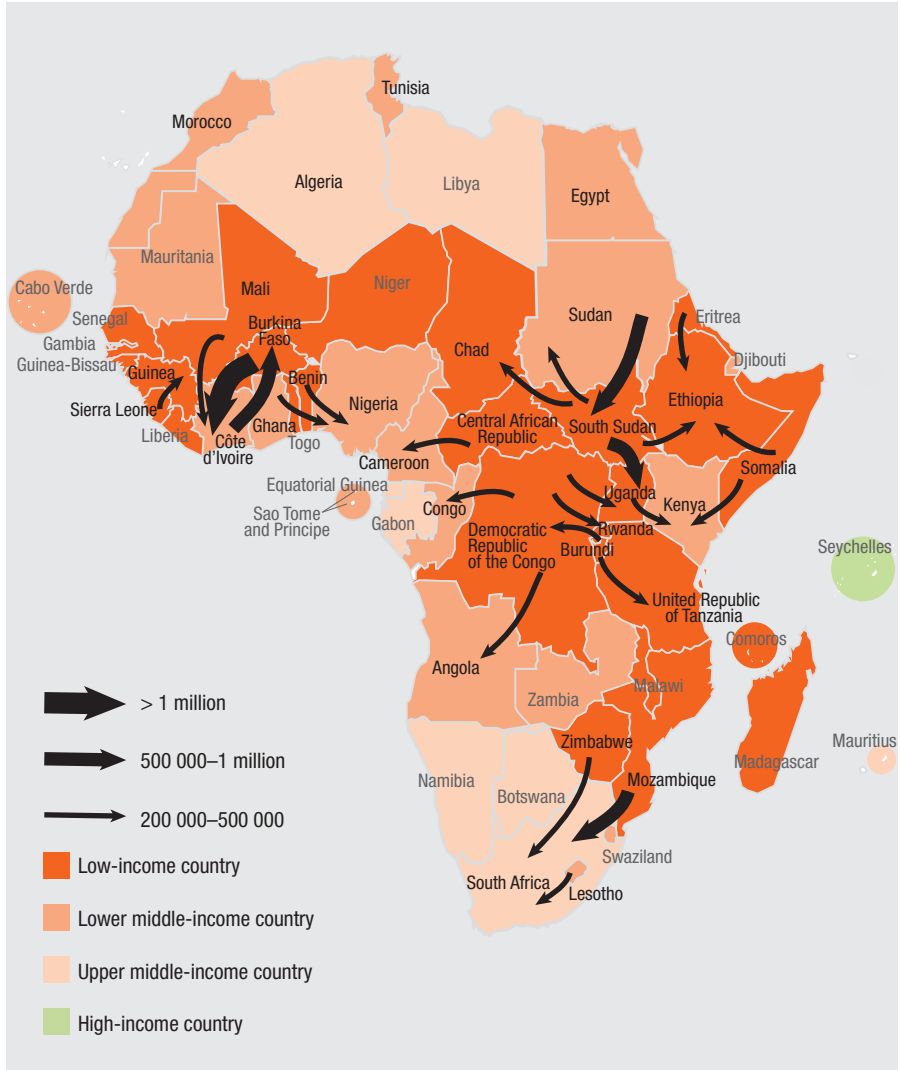 Tunisia
Morocco
Algeria
Libya
Egypt
Mauritania
Cabo Verde
Mali
Niger
Senegal
Gambia
Guinea-Bissau
Burkina
Faso
Chad
Sudan
Eritrea
Djibouti
Guinea
Benin
Sierra Leone
Liberia
Côte
d’Ivoire
Ghana
Togo
Nigeria
Central African
Republic
South Sudan
Ethiopia
Cameroon
Somalia
Equatorial Guinea
Sao Tome
and Principe
Gabon
Congo
Uganda
Kenya
Democratic
Republic
of the Congo
Rwanda
Burundi
Seychelles
United Republic
of Tanzania
Comoros
Angola
Zambia
Malawi
Zimbabwe
Mozambique
Madagascar
Mauritius
Namibia
Botswana
Swaziland
South Africa
Lesotho
> 1 million
500 000–1 million
200 000–500 000
Low-income country
Lower middle-income country
Upper middle-income country
High-income country